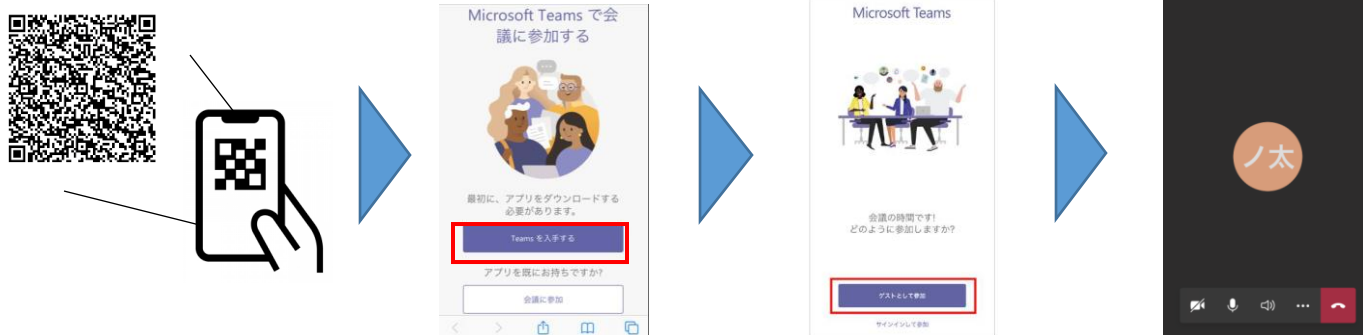 Microsoft Teams で会
議に参加する
最初に、アプリをダウンロードする
必要があります。
Teams を入手する
アプリを既にお持ちですか?
会議に参加
Microsoft Teams
会議の時間です!
どのように参加しますか?
ゲストとして参加
サインインして参加
ノ太